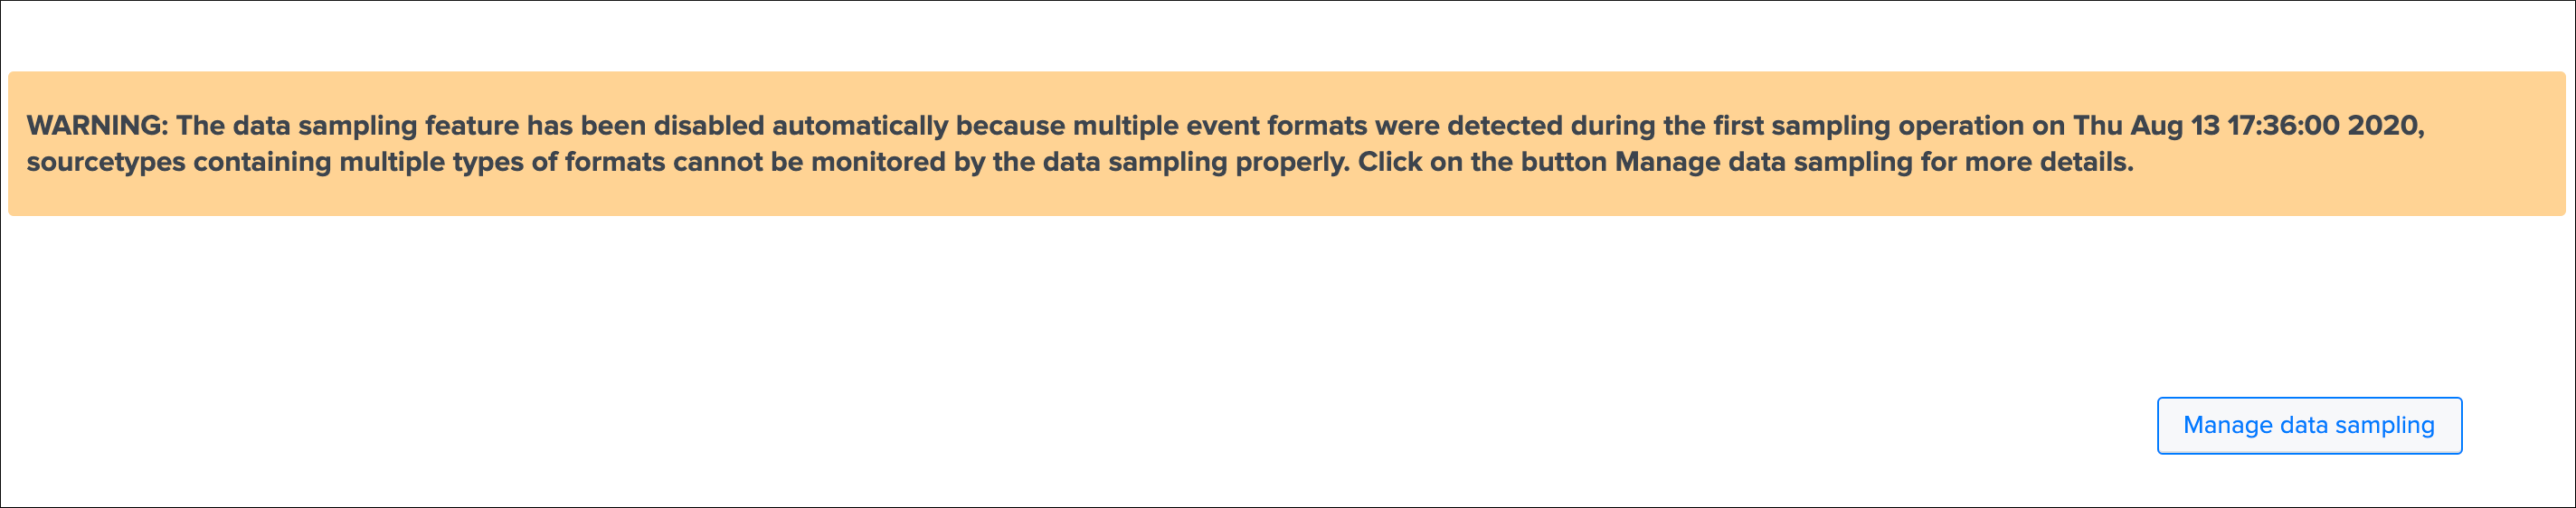 WARNING: The data sampling feature has been disabled automatically because multiple event formats were detected during the first sampling operation on Thu Aug 13 17:36:00 2020,
sourcetypes containing multiple types of formats cannot be monitored by the data sampling properly. Click on the button Manage data sampling for more details.
Manage data sampling